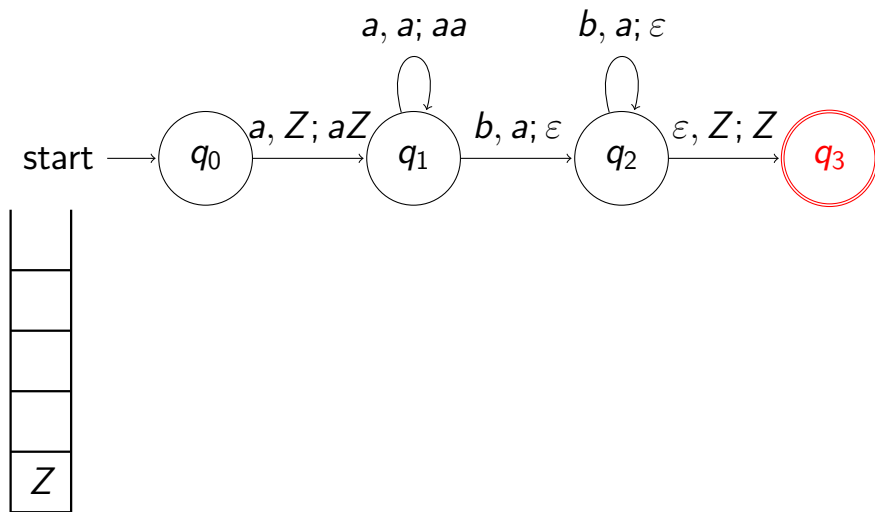 a, a; aa b, a; ε
start q₀ a, Z; aZ q₁ b, a; ε q₂ ε, Z; Z q₃
Z